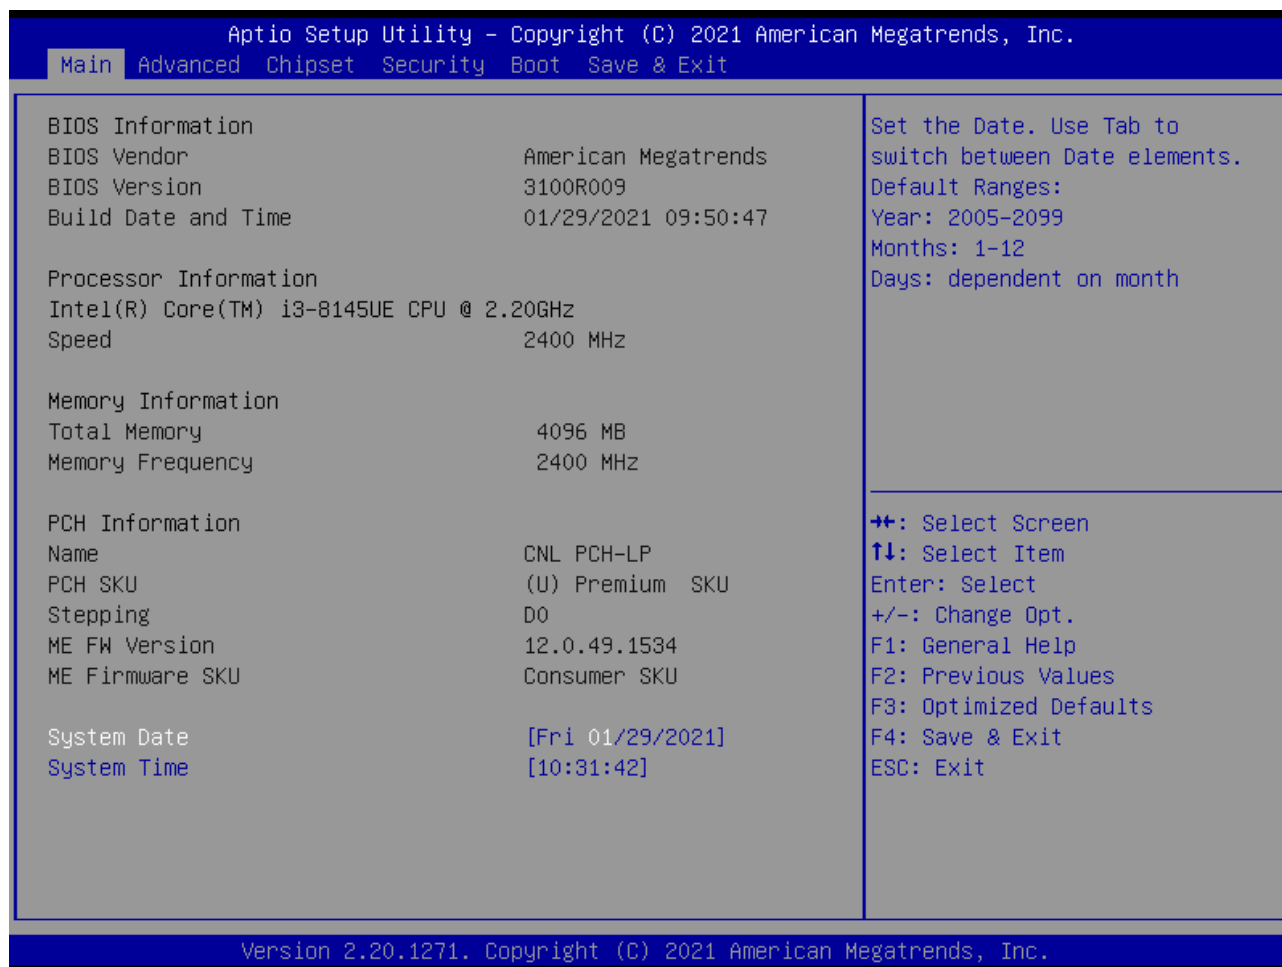 Aptio Setup Utility – Copyright (C) 2021 American Megatrends, Inc.
Main Advanced Chipset Security Boot Save & Exit
BIOS Information
BIOS Vendor American Megatrends
BIOS Version 3100R009
Build Date and Time 01/29/2021 09:50:47
Processor Information
Intel(R) Core(TM) i3-8145UE CPU @ 2.20GHz
Speed 2400 MHz
Memory Information
Total Memory 4096 MB
Memory Frequency 2400 MHz
PCH Information
Name CNL PCH-LP
PCH SKU (U) Premium SKU
Stepping D0
ME FW Version 12.0.49.1534
ME Firmware SKU Consumer SKU
System Date [Fri 01/29/2021]
System Time [10:31:42]
Set the Date. Use Tab to
switch between Date elements.
Default Ranges:
Year: 2005-2099
Months: 1-12
Days: dependent on month
→←: Select Screen
↑↓: Select Item
Enter: Select
+/-: Change Opt.
F1: General Help
F2: Previous Values
F3: Optimized Defaults
F4: Save & Exit
ESC: Exit
Version 2.20.1271. Copyright (C) 2021 American Megatrends, Inc.